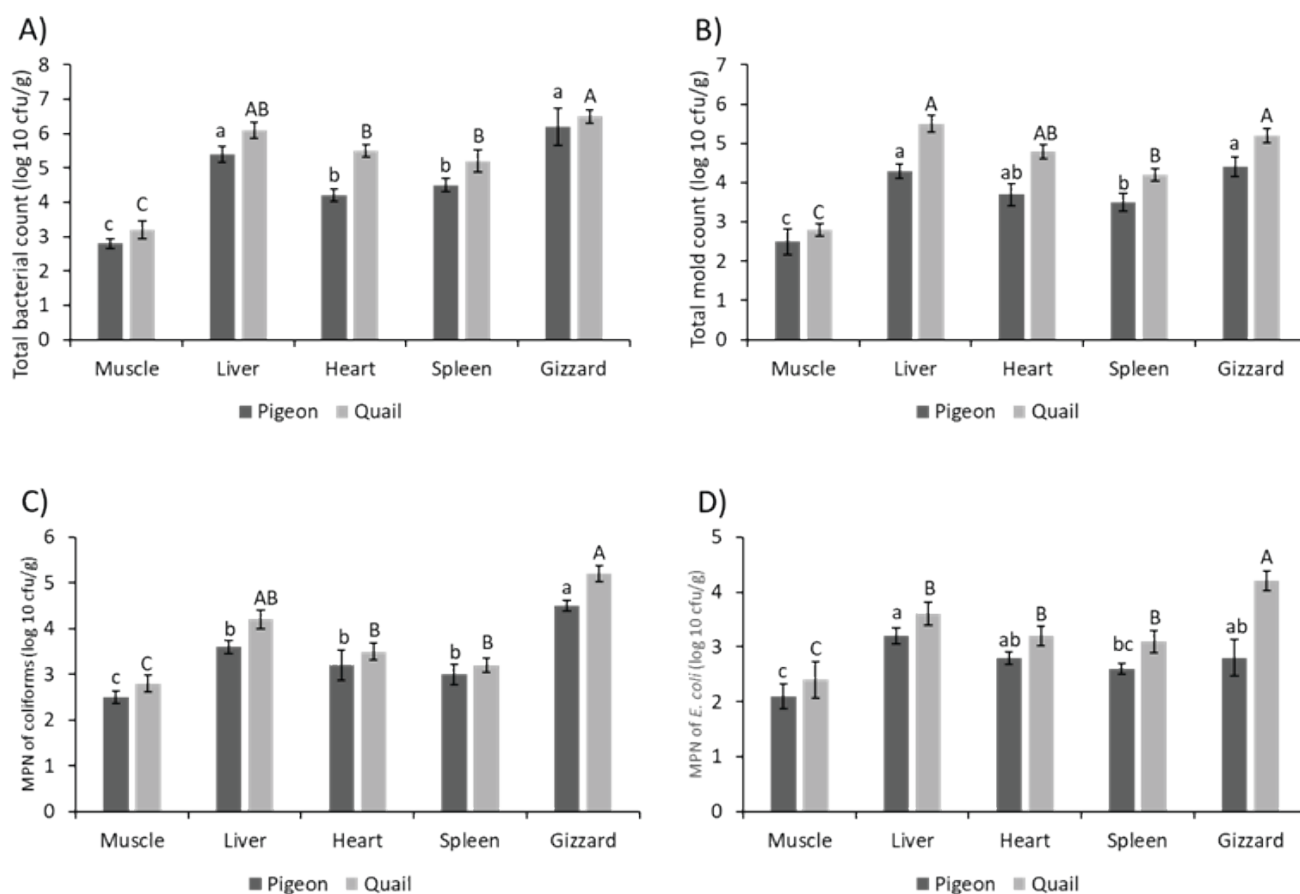 A)
Total bacterial count (log 10 cfu/g)
8
7
6
5
4
3
2
1
0
c C
a AB
b B
b B
a A
Muscle Liver Heart Spleen Gizzard
Pigeon Quail
B)
Total mold count (log 10 cfu/g)
7
6
5
4
3
2
1
0
c C
a A
ab AB
b B
a A
Muscle Liver Heart Spleen Gizzard
Pigeon Quail
C)
MPN of coliforms (log 10 cfu/g)
6
5
4
3
2
1
0
c C
b AB
b B
b B
a A
Muscle Liver Heart Spleen Gizzard
Pigeon Quail
D)
MPN of E. coli (log 10 cfu/g)
5
4
3
2
1
0
c C
a B
ab B
bc B
ab A
Muscle Liver Heart Spleen Gizzard
Pigeon Quail